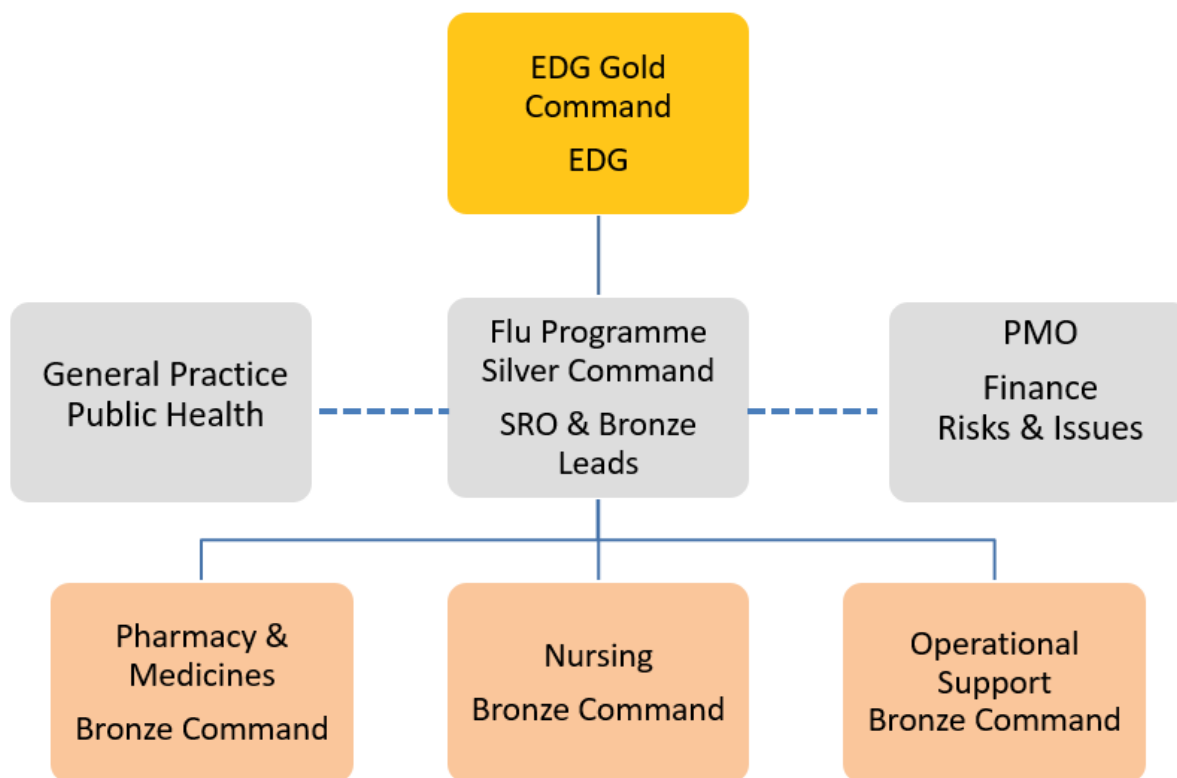 EDG Gold
Command
EDG
General Practice
Public Health
Flu Programme
Silver Command
SRO & Bronze
Leads
PMO
Finance
Risks & Issues
Pharmacy &
Medicines
Bronze Command
Nursing
Bronze Command
Operational
Support
Bronze Command